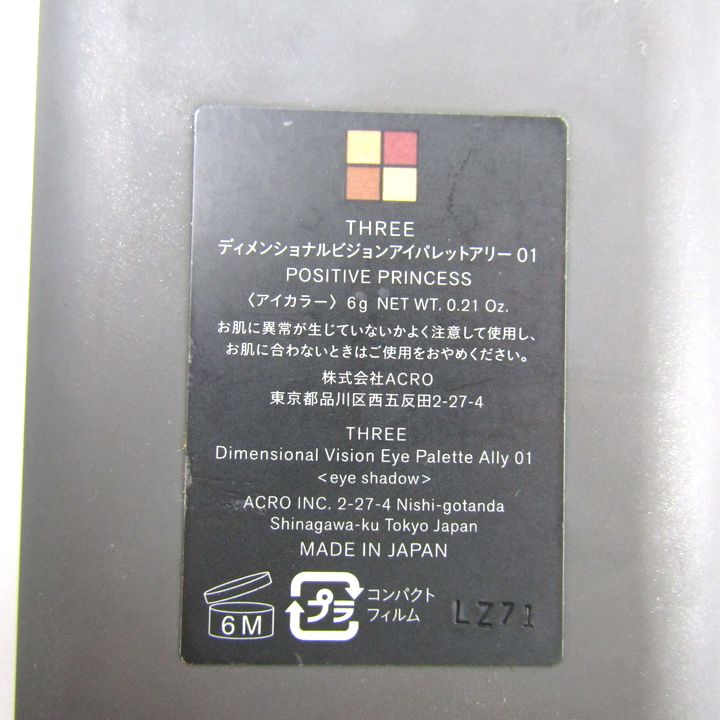 THREE
ディメンショナルビジョンアイパレットアリー 01
POSITIVE PRINCESS
〈アイカラー〉 6g NET WT. 0.21 Oz.
お肌に異常が生じていないかよく注意して使用し、
お肌に合わないときはご使用をおやめください。
株式会社ACRO
東京都品川区西五反田2-27-4
THREE
Dimensional Vision Eye Palette Ally 01
<eye shadow>
ACRO INC. 2-27-4 Nishi-gotanda
Shinagawa-ku Tokyo Japan
MADE IN JAPAN
6M
プラ
コンパクト
フィルム
LZ71